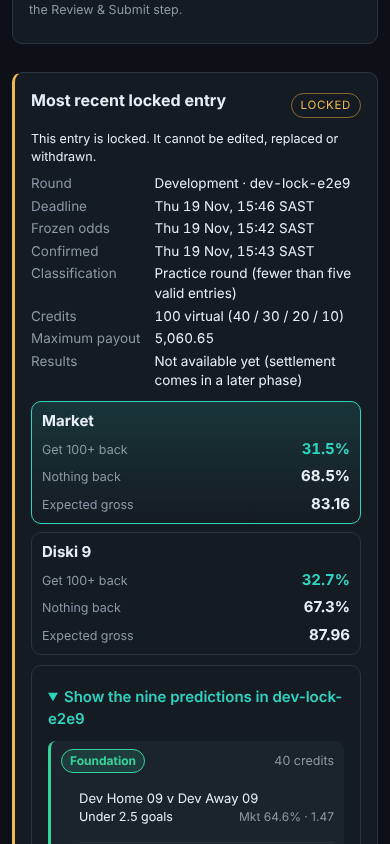 the Review & Submit step.
Most recent locked entry
LOCKED
This entry is locked. It cannot be edited, replaced or
withdrawn.
Round Development · dev-lock-e2e9
Deadline Thu 19 Nov, 15:46 SAST
Frozen odds Thu 19 Nov, 15:42 SAST
Confirmed Thu 19 Nov, 15:43 SAST
Classification Practice round (fewer than five
valid entries)
Credits 100 virtual (40 / 30 / 20 / 10)
Maximum payout 5,060.65
Results Not available yet (settlement
comes in a later phase)
Market
Get 100+ back 31.5%
Nothing back 68.5%
Expected gross 83.16
Diski 9
Get 100+ back 32.7%
Nothing back 67.3%
Expected gross 87.96
▼ Show the nine predictions in dev-lock-
e2e9
Foundation 40 credits
Dev Home 09 v Dev Away 09
Under 2.5 goals Mkt 64.6% · 1.47